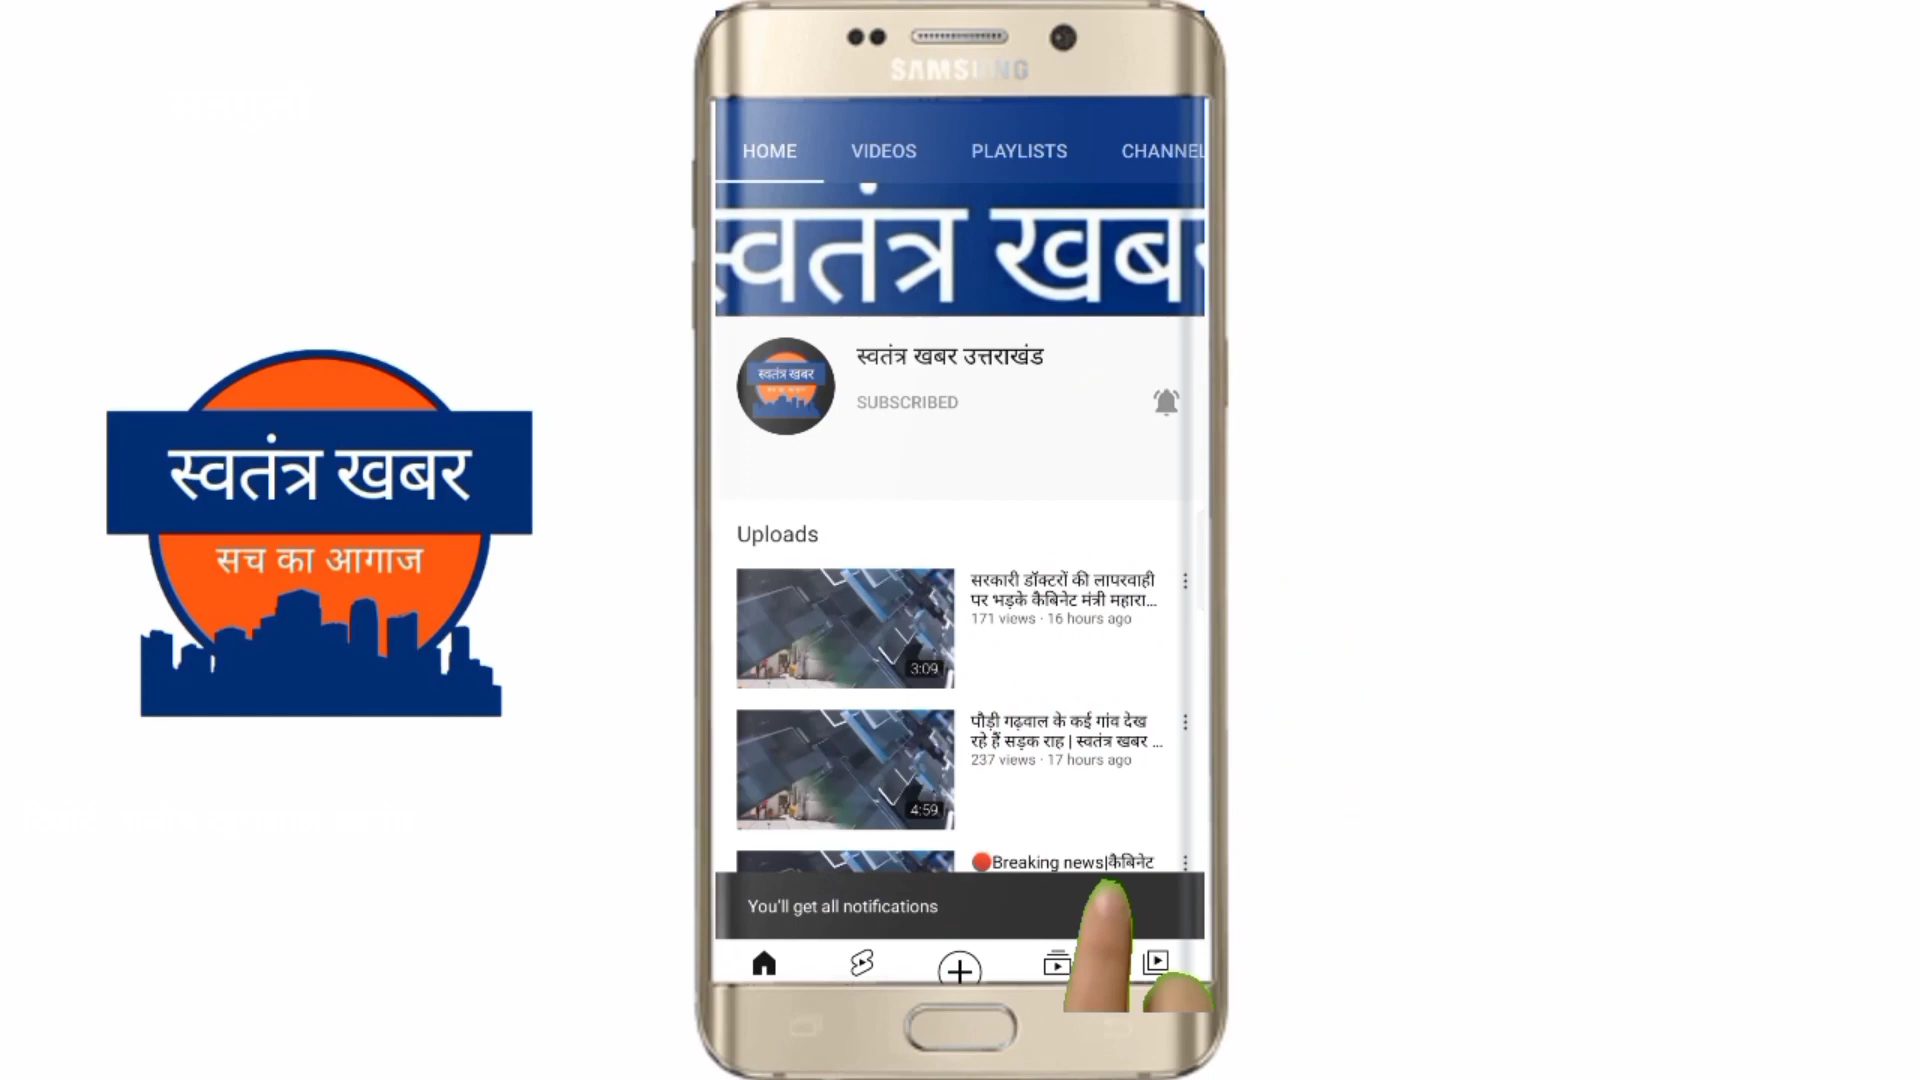 SAMSUNG
HOME VIDEOS PLAYLISTS CHANNEL
स्वतंत्र खबर
स्वतंत्र खबर
सच का आगाज
स्वतंत्र खबर
स्वतंत्र खबर उत्तराखंड
SUBSCRIBED
Uploads
सरकारी डॉक्टरों की लापरवाही
पर भड़के कैबिनेट मंत्री महारा...
171 views · 16 hours ago
3:09
पौड़ी गढ़वाल के कई गांव देख
रहे हैं सड़क राह | स्वतंत्र खबर ...
237 views · 17 hours ago
4:59
🔴Breaking news|कैबिनेट
You'll get all notifications